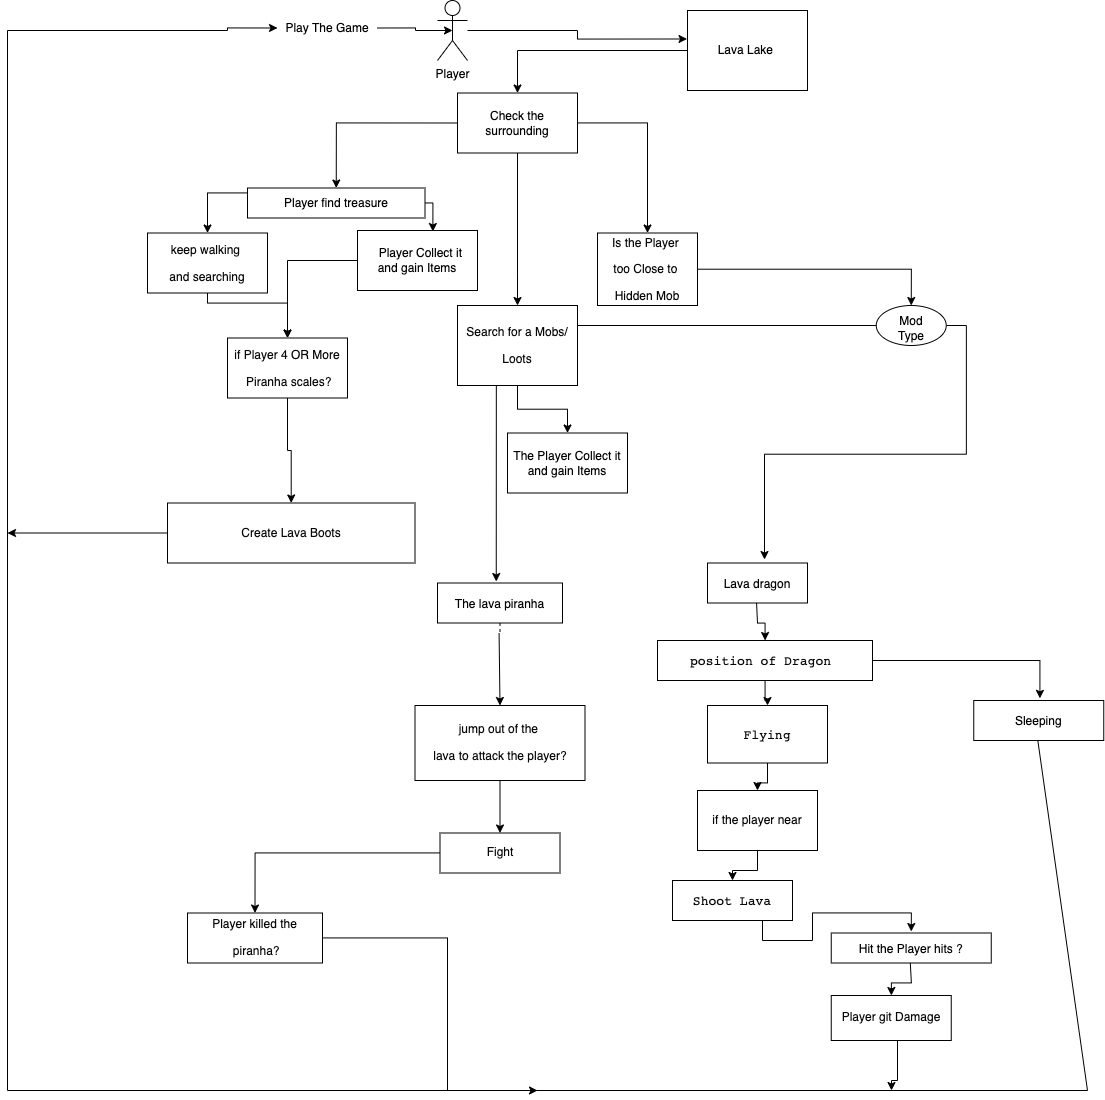 Play The Game
Player
Lava Lake
Check the
surrounding
Player find treasure
keep walking
and searching
Player Collect it
and gain Items
Is the Player
too Close to
Hidden Mob
Search for a Mobs/
Loots
Mod
Type
if Player 4 OR More
Piranha scales?
The Player Collect it
and gain Items
Create Lava Boots
The lava piranha
Lava dragon
position of Dragon
Sleeping
jump out of the
lava to attack the player?
Flying
if the player near
Fight
Shoot Lava
Player killed the
piranha?
Hit the Player hits ?
Player git Damage